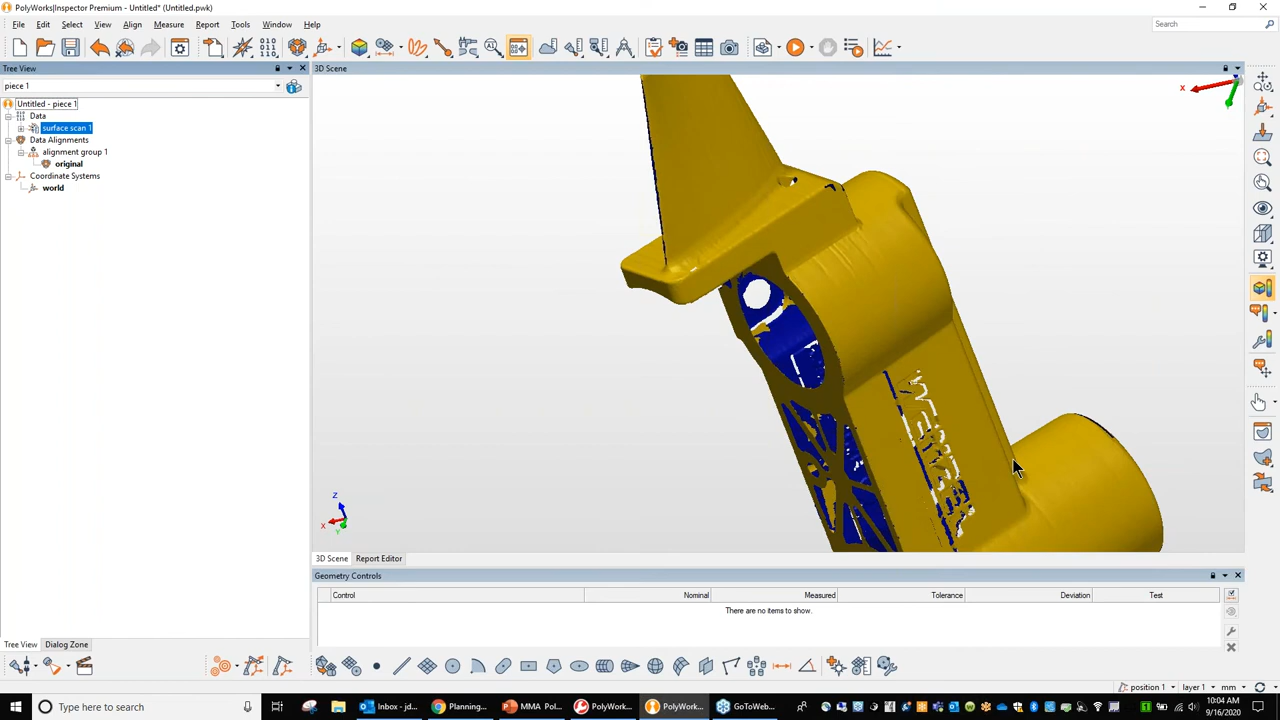 PolyWorks|Inspector Premium - Untitled* (Untitled.pwk)
File Edit Select View Align Measure Report Tools Window Help
Search
Tree View
3D Scene
piece 1
X
Untitled - piece 1
Data
surface scan 1
Data Alignments
alignment group 1
original
Coordinate Systems
world
Z
X
Y
3D Scene Report Editor
Geometry Controls
Control Nominal Measured Tolerance Deviation Test
There are no items to show.
Tree View Dialog Zone
position 1 layer 1 mm
Type here to search
Inbox - jd...
Planning...
MMA Pol...
PolyWork...
PolyWork...
GoToWeb...
10:04 AM
9/16/2020